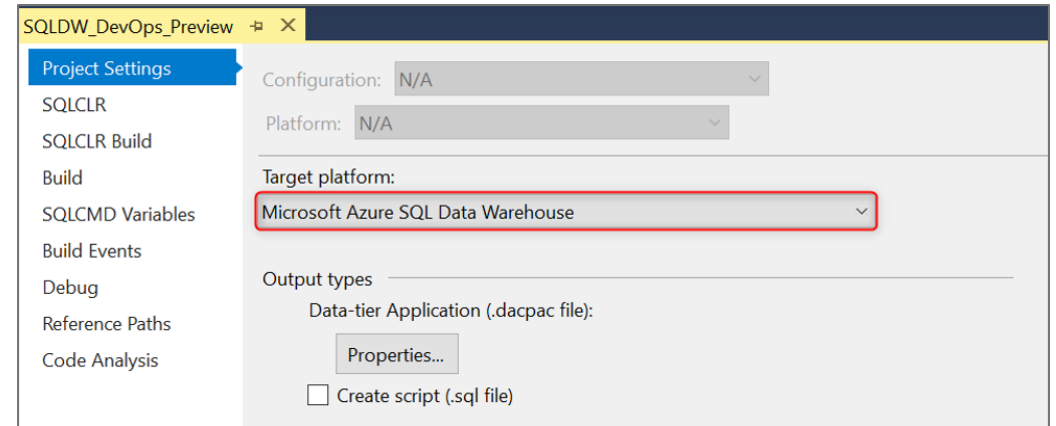 SQLDW_DevOps_Preview
Project Settings
SQLCLR
SQLCLR Build
Build
SQLCMD Variables
Build Events
Debug
Reference Paths
Code Analysis
Configuration: N/A
Platform: N/A
Target platform:
Microsoft Azure SQL Data Warehouse
Output types
Data-tier Application (.dacpac file):
Properties...
Create script (.sql file)